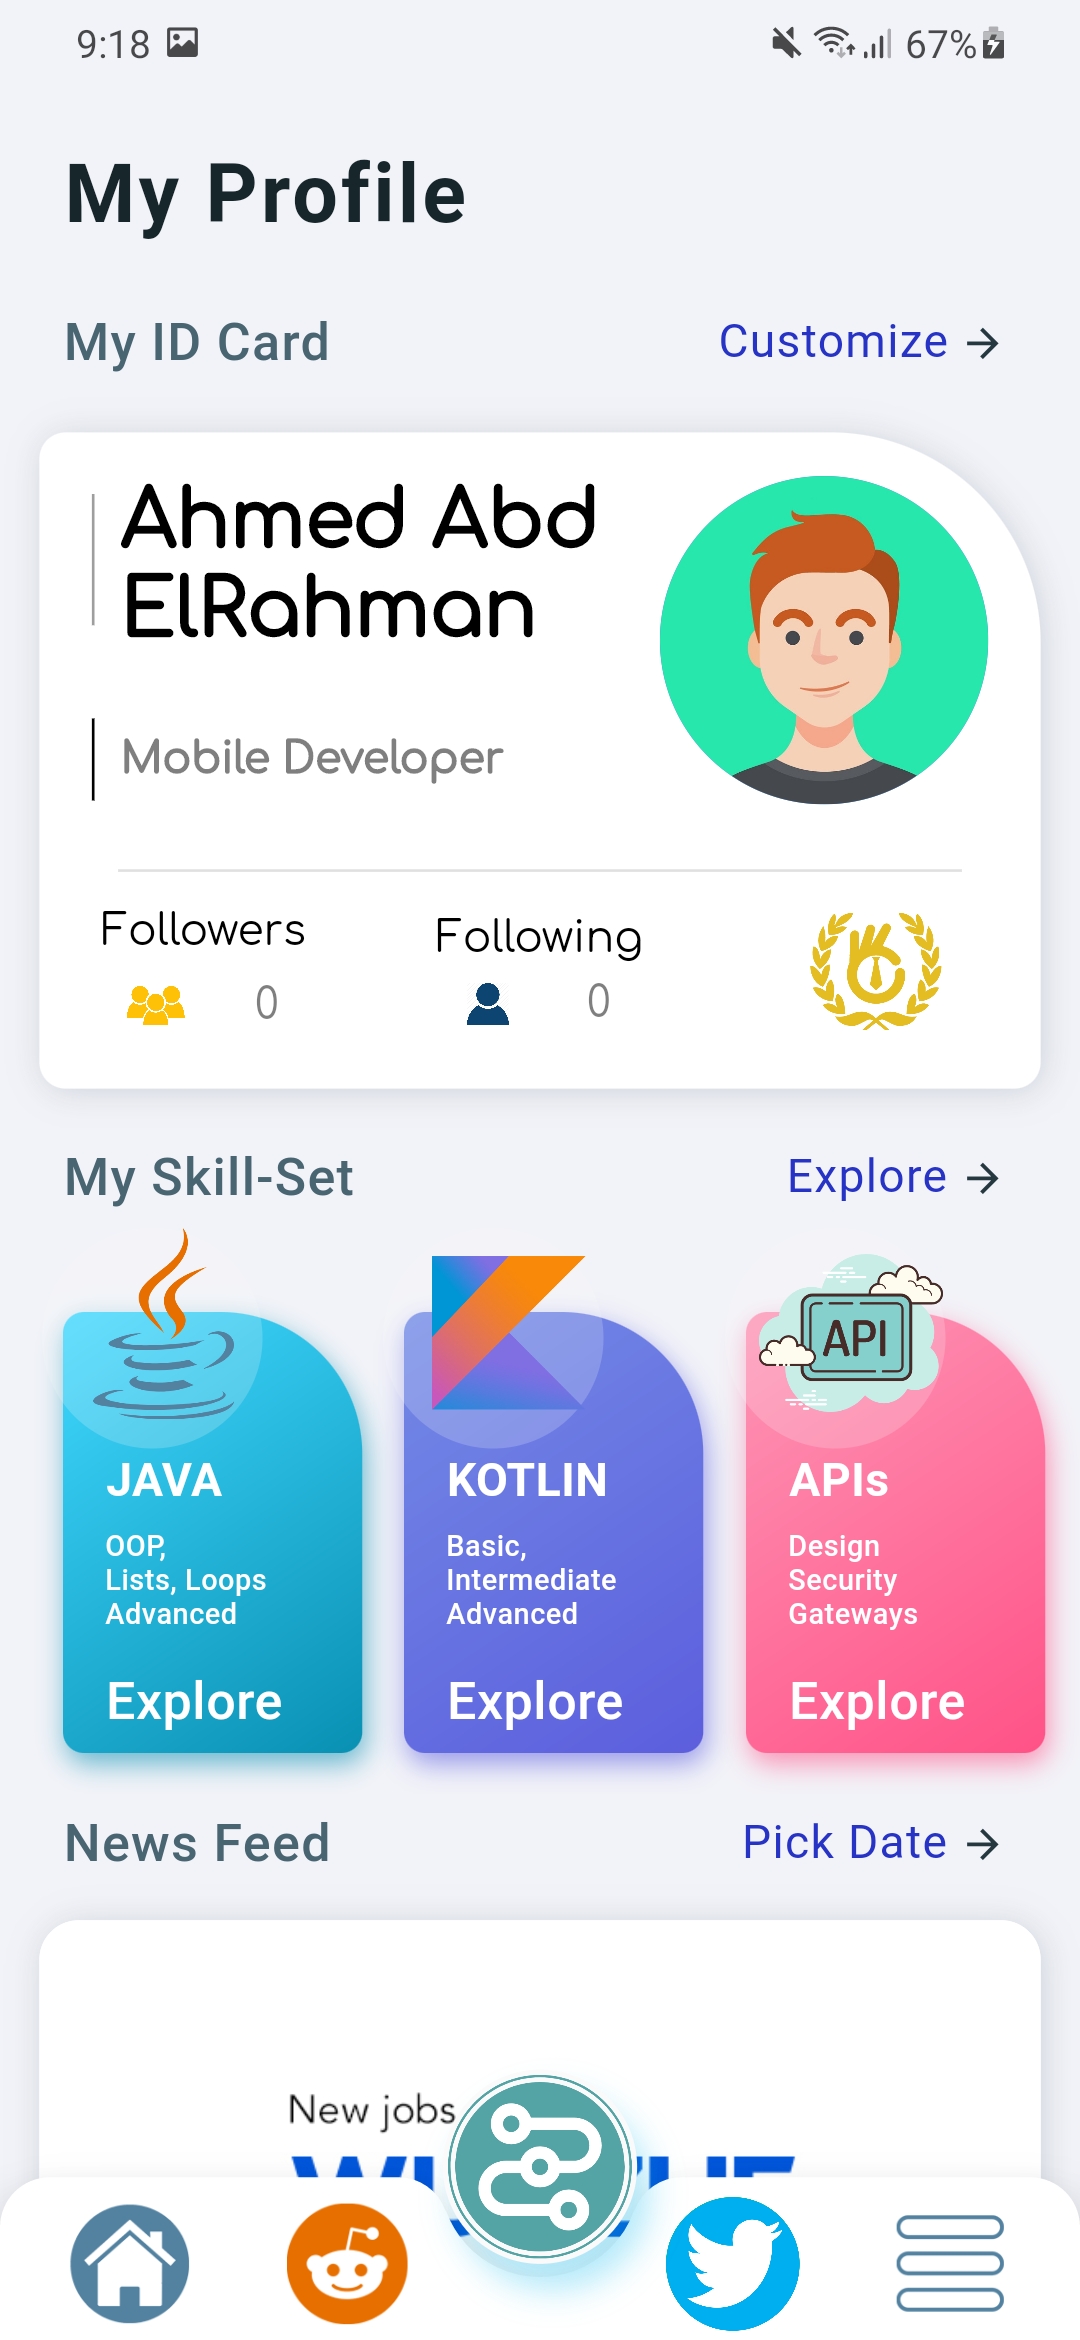 9:18
67%
My Profile
My ID Card
Customize →
Ahmed Abd
ElRahman
Mobile Developer
Followers
Following
0
0
My Skill-Set
Explore →
API
JAVA
OOP,
Lists, Loops
Advanced
Explore
KOTLIN
Basic,
Intermediate
Advanced
Explore
APIs
Design
Security
Gateways
Explore
News Feed
Pick Date →
New jobs